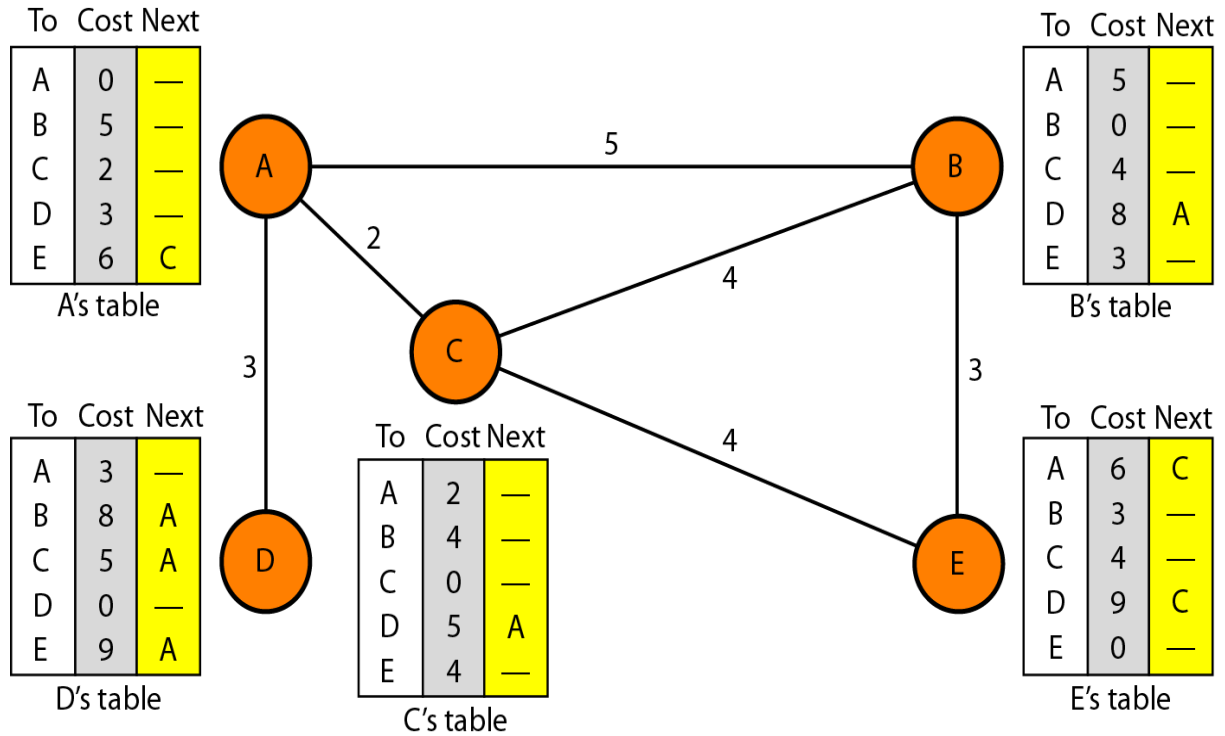 To Cost Next
A 0 —
B 5 —
C 2 —
D 3 —
E 6 C
A's table
To Cost Next
A 5 —
B 0 —
C 4 —
D 8 A
E 3 —
B's table
A
5
B
2
4
C
3
3
4
D
E
To Cost Next
A 3 —
B 8 A
C 5 A
D 0 —
E 9 A
D's table
To Cost Next
A 2 —
B 4 —
C 0 —
D 5 A
E 4 —
C's table
To Cost Next
A 6 C
B 3 —
C 4 —
D 9 C
E 0 —
E's table